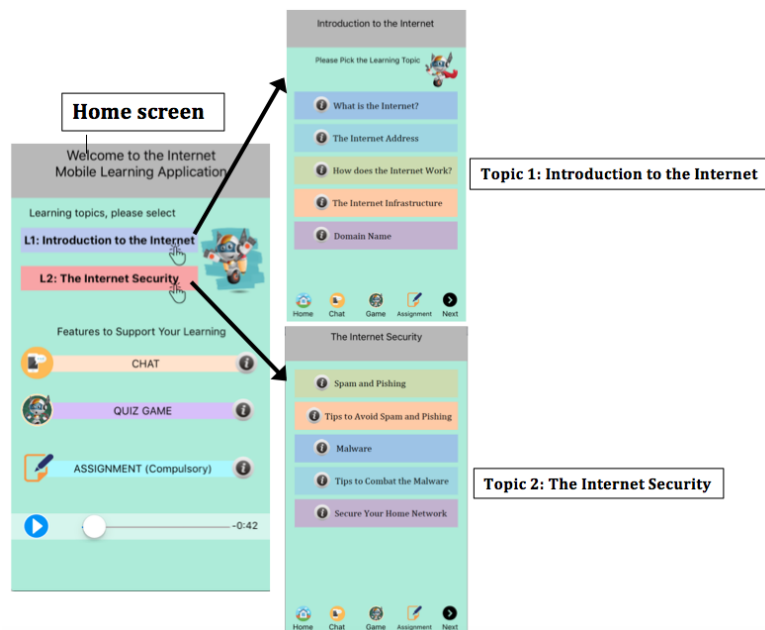 Home screen
Welcome to the Internet
Mobile Learning Application
Learning topics, please select
L1: Introduction to the Internet
L2: The Internet Security
Features to Support Your Learning
CHAT
QUIZ GAME
ASSIGNMENT (Compulsory)
-0:42
Introduction to the Internet
Please Pick the Learning Topic
What is the Internet?
The Internet Address
How does the Internet Work?
The Internet Infrastructure
Domain Name
Home Chat Game Assignment Next
Topic 1: Introduction to the Internet
The Internet Security
Spam and Pishing
Tips to Avoid Spam and Pishing
Malware
Tips to Combat the Malware
Secure Your Home Network
Home Chat Game Assignment Next
Topic 2: The Internet Security